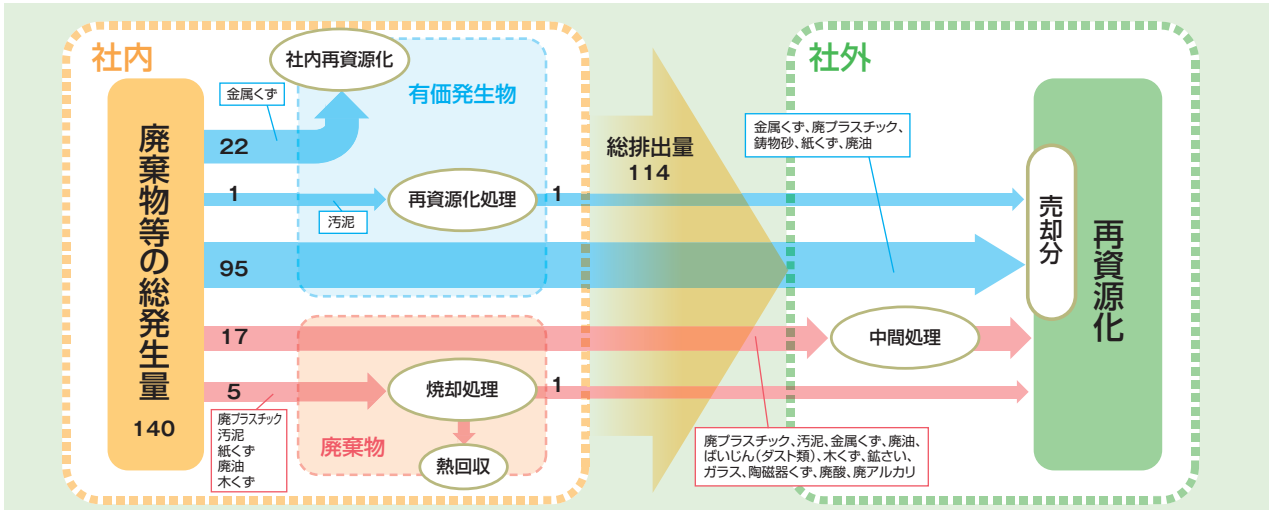 社内
廃棄物等の総発生量
140
金属くず
22
社内再資源化
有価発生物
1
汚泥
再資源化処理
1
95
17
5
廃プラスチック
汚泥
紙くず
廃油
木くず
焼却処理
1
廃棄物
熱回収
総排出量
114
社外
金属くず、廃プラスチック、
鋳物砂、紙くず、廃油
売却分
再資源化
中間処理
廃プラスチック、汚泥、金属くず、廃油、
ばいじん(ダスト類)、木くず、鉱さい、
ガラス、陶磁器くず、廃酸、廃アルカリ